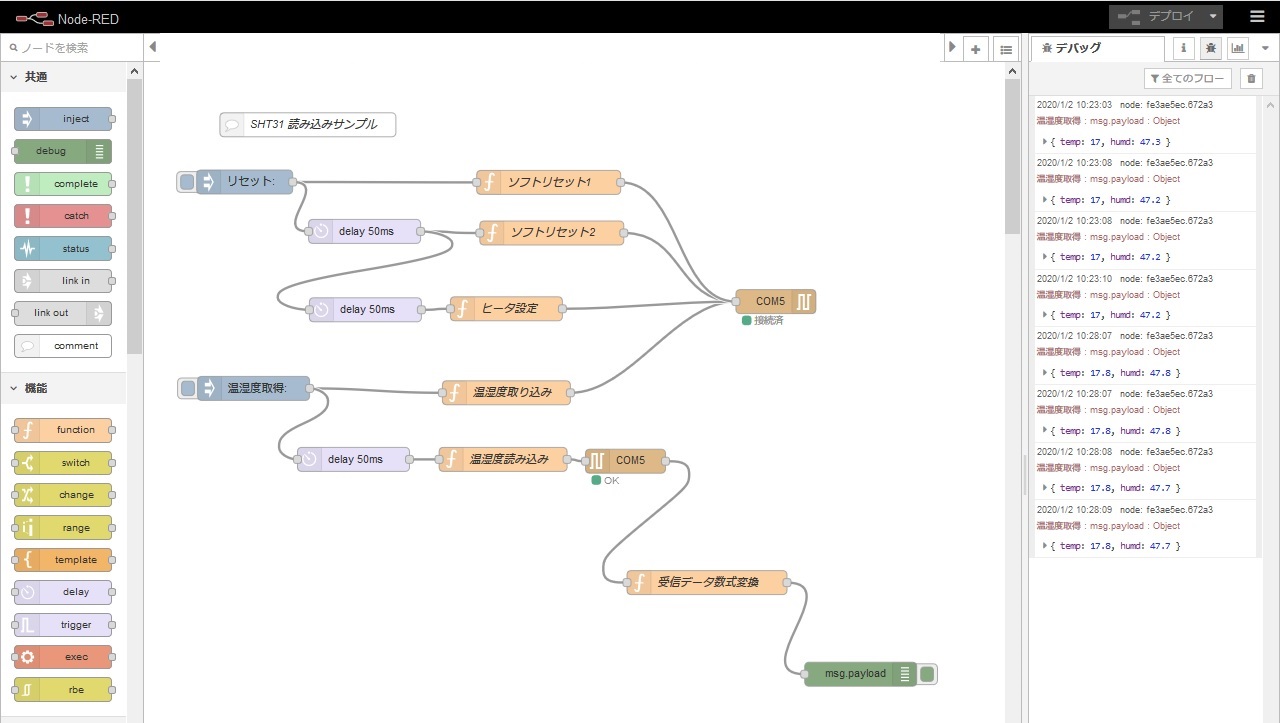 Node-RED
デプロイ
ノードを検索
共通
inject
debug
complete
catch
status
link in
link out
comment
機能
function
switch
change
range
template
delay
trigger
exec
rbe
SHT31 読み込みサンプル
リセット:
ソフトリセット1
delay 50ms
ソフトリセット2
delay 50ms
ヒータ設定
COM5
接続済
温湿度取得:
温湿度取り込み
delay 50ms
温湿度読み込み
COM5
OK
受信データ数式変換
msg.payload
デバッグ
i
全てのフロー
2020/1/2 10:23:03 node: fe3ae5ec.672a3
温湿度取得 : msg.payload : Object
{ temp: 17, humd: 47.3 }
2020/1/2 10:23:08 node: fe3ae5ec.672a3
温湿度取得 : msg.payload : Object
{ temp: 17, humd: 47.2 }
2020/1/2 10:23:08 node: fe3ae5ec.672a3
温湿度取得 : msg.payload : Object
{ temp: 17, humd: 47.2 }
2020/1/2 10:23:10 node: fe3ae5ec.672a3
温湿度取得 : msg.payload : Object
{ temp: 17, humd: 47.2 }
2020/1/2 10:28:07 node: fe3ae5ec.672a3
温湿度取得 : msg.payload : Object
{ temp: 17.8, humd: 47.8 }
2020/1/2 10:28:07 node: fe3ae5ec.672a3
温湿度取得 : msg.payload : Object
{ temp: 17.8, humd: 47.8 }
2020/1/2 10:28:08 node: fe3ae5ec.672a3
温湿度取得 : msg.payload : Object
{ temp: 17.8, humd: 47.7 }
2020/1/2 10:28:09 node: fe3ae5ec.672a3
温湿度取得 : msg.payload : Object
{ temp: 17.8, humd: 47.7 }